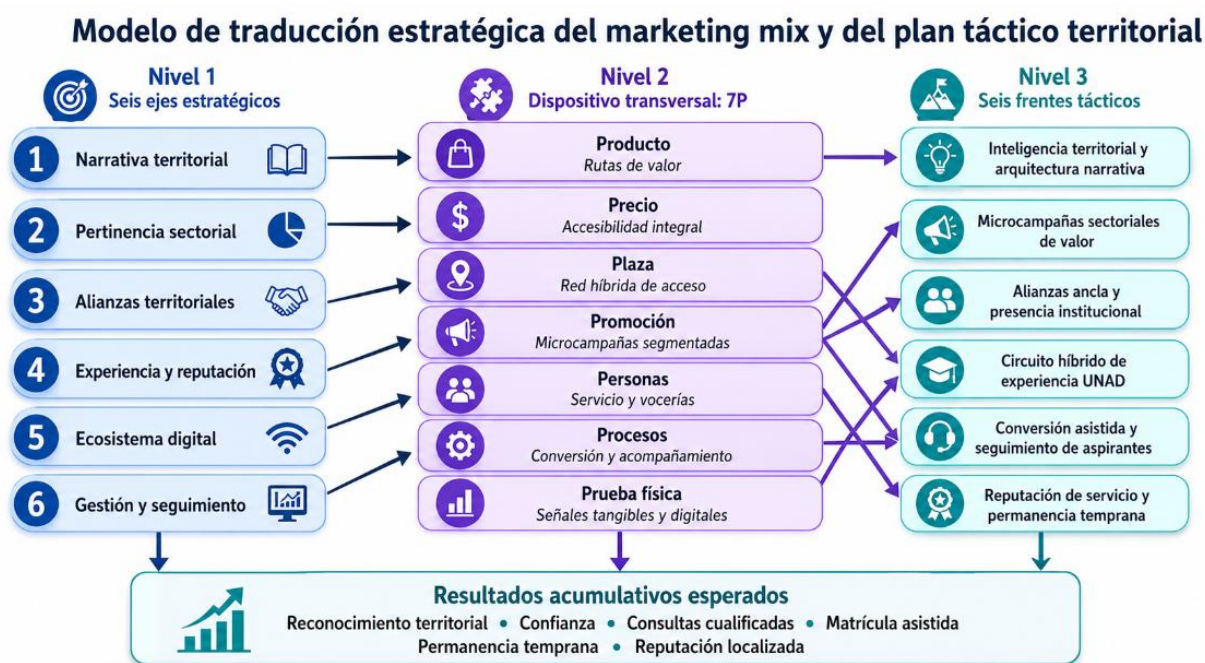 Modelo de traducción estratégica del marketing mix y del plan táctico territorial
Nivel 1
Seis ejes estratégicos
1 Narrativa territorial
2 Pertinencia sectorial
3 Alianzas territoriales
4 Experiencia y reputación
5 Ecosistema digital
6 Gestión y seguimiento
Nivel 2
Dispositivo transversal: 7P
Producto
Rutas de valor
$
Precio
Accesibilidad integral
Plaza
Red híbrida de acceso
Promoción
Microcampañas segmentadas
Personas
Servicio y vocerías
Procesos
Conversión y acompañamiento
Prueba física
Señales tangibles y digitales
Nivel 3
Seis frentes tácticos
Inteligencia territorial y
arquitectura narrativa
Microcampañas sectoriales
de valor
Alianzas ancla y
presencia institucional
Circuito híbrido de
experiencia UNAD
Conversión asistida y
seguimiento de aspirantes
Reputación de servicio y
permanencia temprana
Resultados acumulativos esperados
Reconocimiento territorial • Confianza • Consultas cualificadas • Matrícula asistida
Permanencia temprana • Reputación localizada